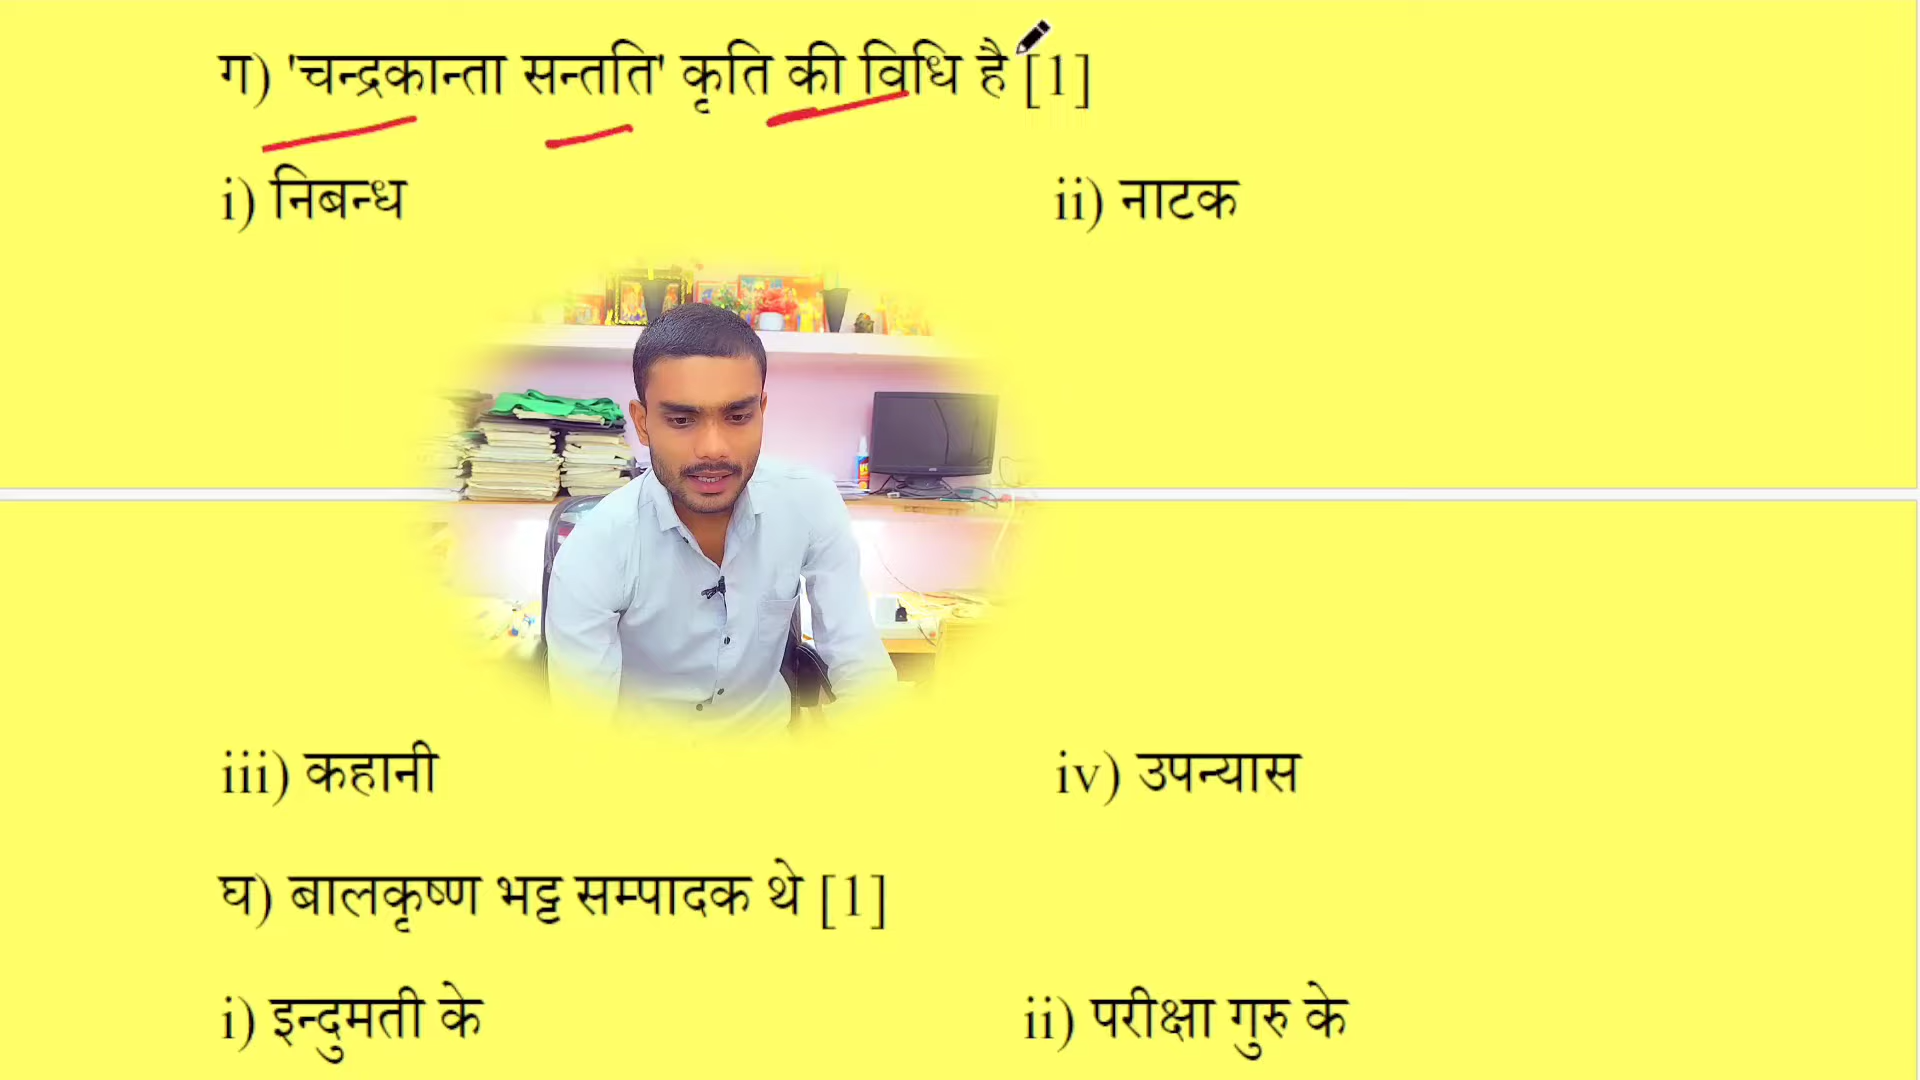 ग) 'चन्द्रकान्ता सन्तति' कृति की विधि है [1]
i) निबन्ध ii) नाटक
iii) कहानी iv) उपन्यास
घ) बालकृष्ण भट्ट सम्पादक थे [1]
i) इन्दुमती के ii) परीक्षा गुरु के